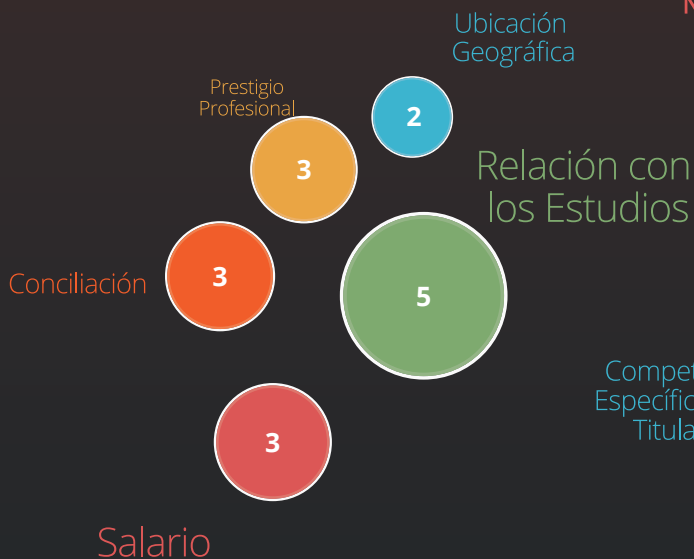 Ubicación
Geográfica
2
Prestigio
Profesional
3
Relación con
los Estudios
5
Conciliación
3
3
Salario